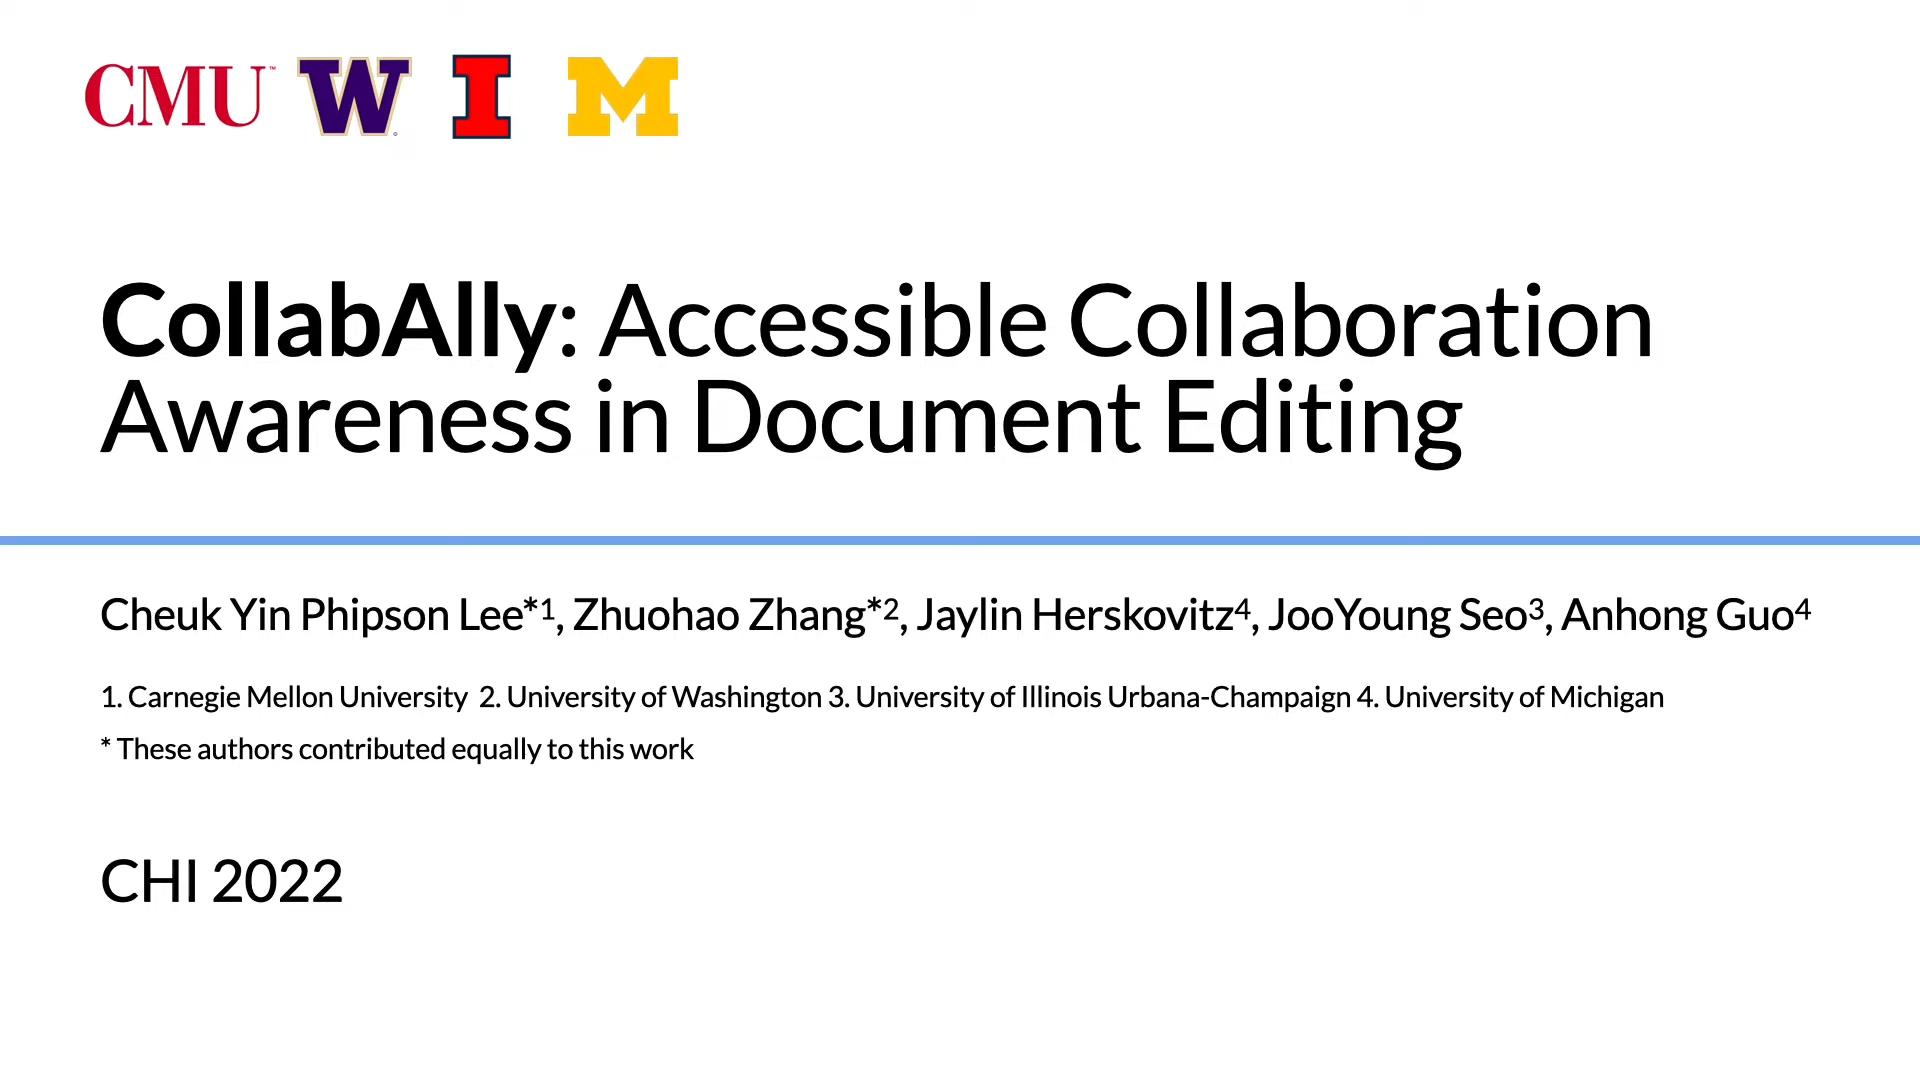 CMU™ W I M
CollabAlly: Accessible Collaboration
Awareness in Document Editing
Cheuk Yin Phipson Lee*1, Zhuohao Zhang*2, Jaylin Herskovitz4, JooYoung Seo3, Anhong Guo4
1. Carnegie Mellon University 2. University of Washington 3. University of Illinois Urbana-Champaign 4. University of Michigan
* These authors contributed equally to this work
CHI 2022